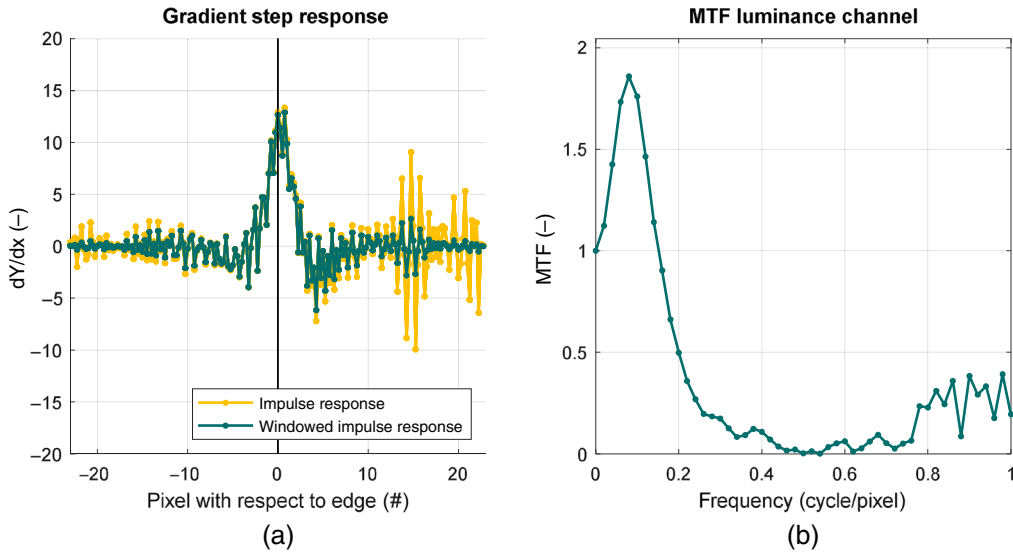 Gradient step response
20
15
10
5
0
−5
−10
−15
−20
dY/dx (–)
Impulse response
Windowed impulse response
−20
−10
0
10
20
Pixel with respect to edge (#)
(a)
MTF luminance channel
2
1.5
1
0.5
0
MTF (–)
0
0.2
0.4
0.6
0.8
1
Frequency (cycle/pixel)
(b)